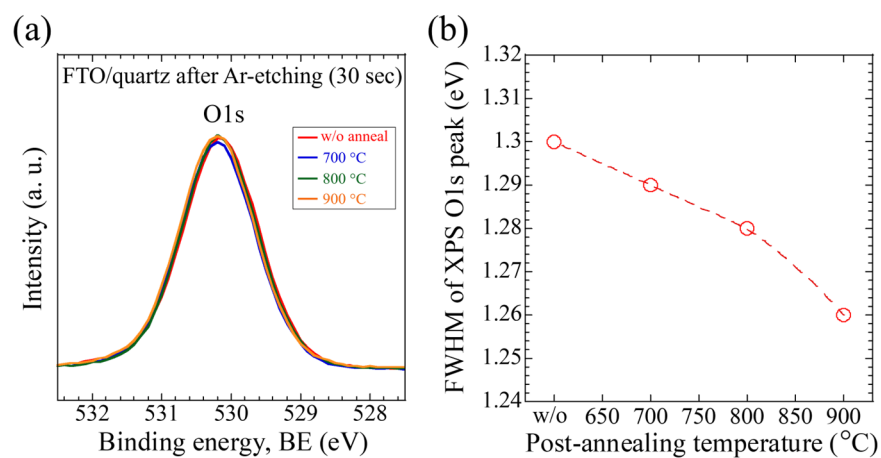 (a)
FTO/quartz after Ar-etching (30 sec)
O1s
w/o anneal
700 °C
800 °C
900 °C
Intensity (a. u.)
532 531 530 529 528
Binding energy, BE (eV)
(b)
FWHM of XPS O1s peak (eV)
1.32
1.31
1.3
1.29
1.28
1.27
1.26
1.25
1.24
w/o 650 700 750 800 850 900
Post-annealing temperature (°C)